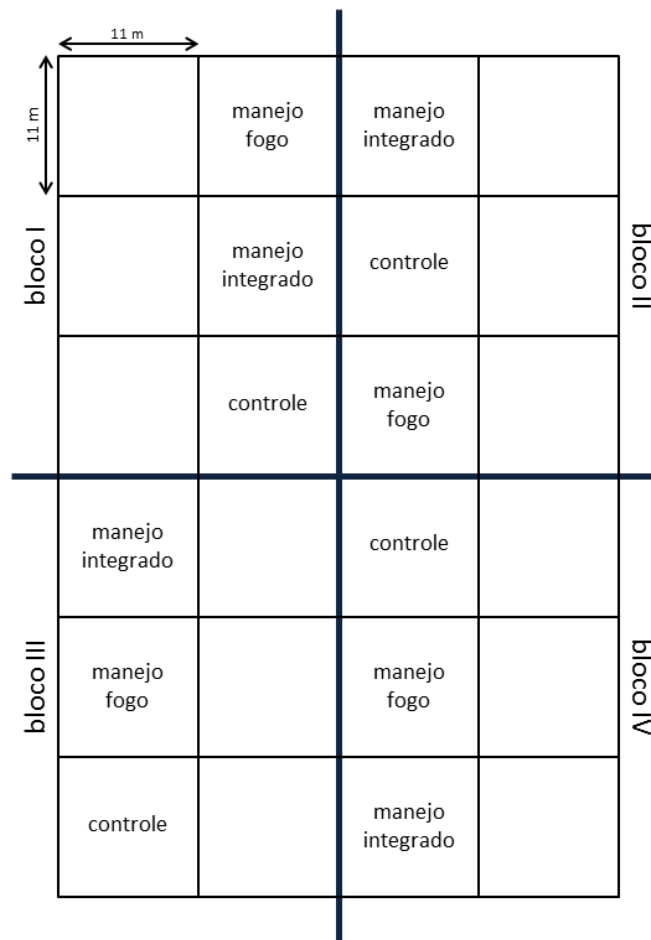 11 m
11 m
manejo
fogo
manejo
integrado
bloco I
manejo
integrado
controle
bloco II
controle
manejo
fogo
manejo
integrado
controle
bloco III
manejo
fogo
manejo
fogo
bloco IV
controle
manejo
integrado